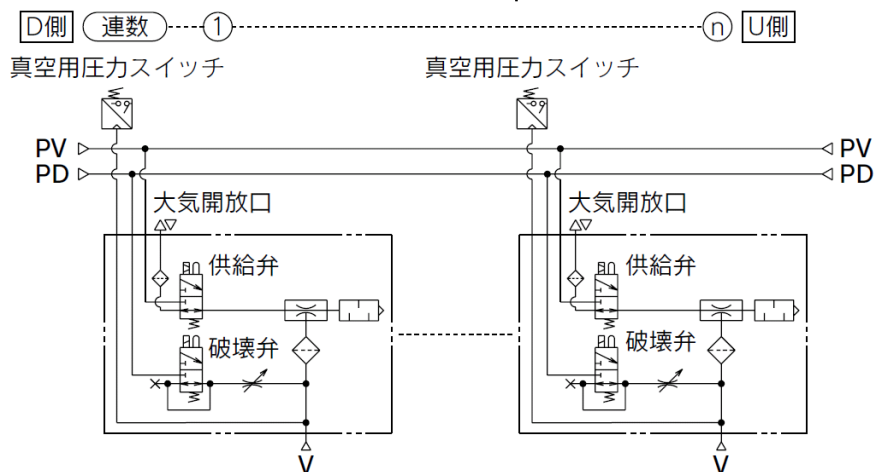 D側 連数 1 n U側
真空用圧力スイッチ 真空用圧力スイッチ
PV PV
PD PD
大気開放口 大気開放口
供給弁 供給弁
破壊弁 破壊弁
V V